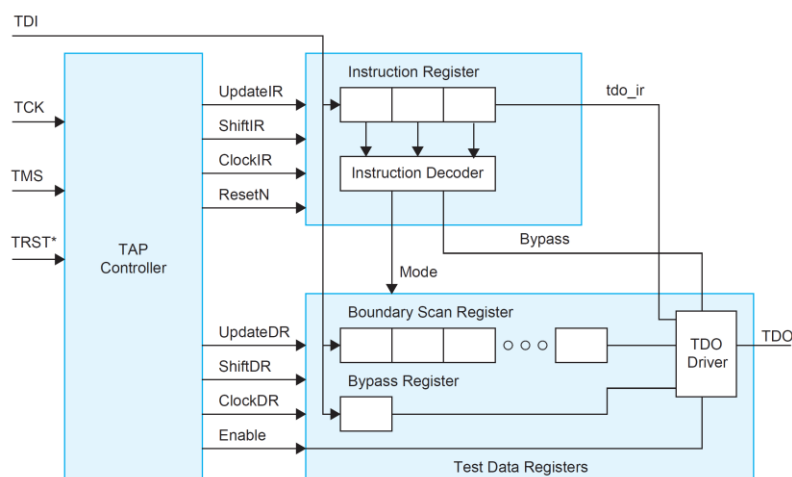 TDI
TCK
TMS
TRST*
TAP
Controller
UpdateIR
ShiftIR
ClockIR
ResetN
Instruction Register
tdo_ir
Instruction Decoder
Bypass
Mode
UpdateDR
ShiftDR
ClockDR
Enable
Boundary Scan Register
Bypass Register
TDO
Driver
TDO
Test Data Registers